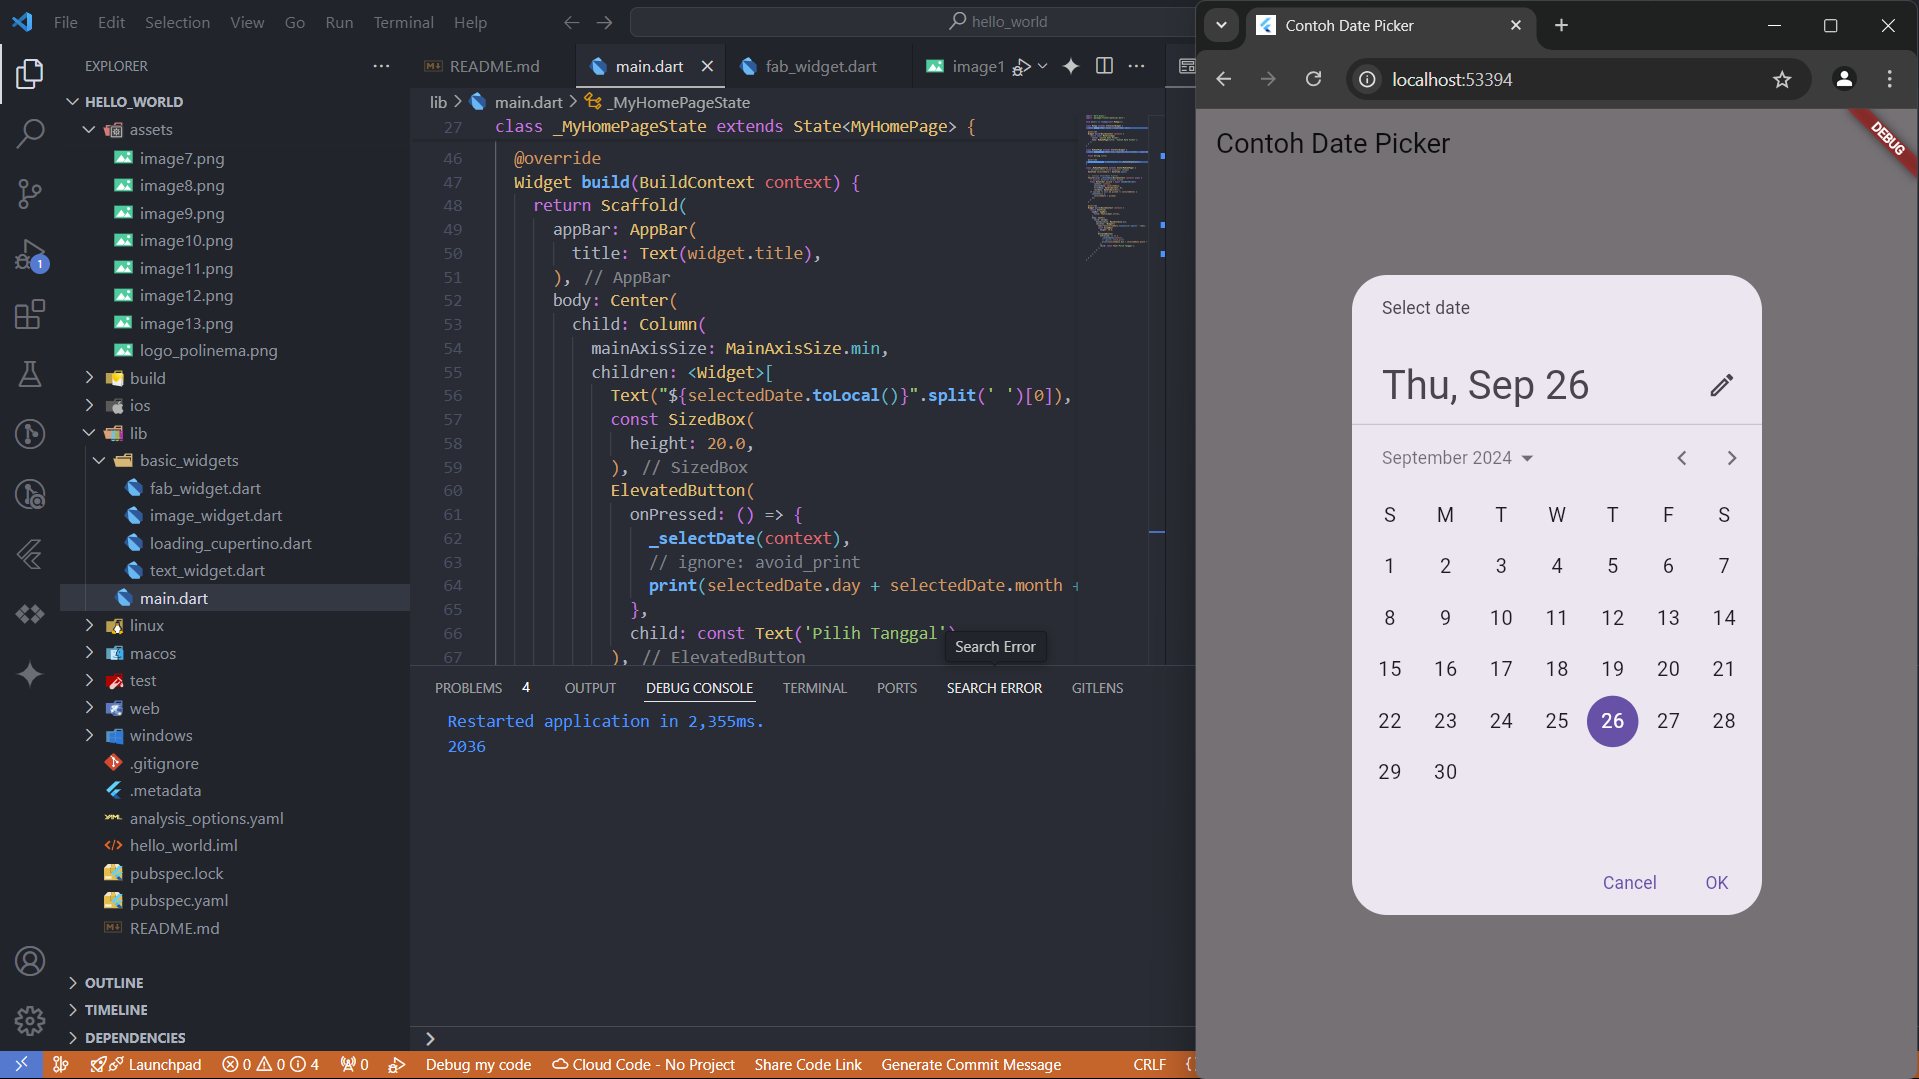 File Edit Selection View Go Run Terminal Help
hello_world
EXPLORER
HELLO_WORLD
assets
image7.png
image8.png
image9.png
image10.png
image11.png
image12.png
image13.png
logo_polinema.png
build
ios
lib
basic_widgets
fab_widget.dart
image_widget.dart
loading_cupertino.dart
text_widget.dart
main.dart
linux
macos
test
web
windows
.gitignore
.metadata
analysis_options.yaml
hello_world.iml
pubspec.lock
pubspec.yaml
README.md
OUTLINE
TIMELINE
DEPENDENCIES
1
README.md main.dart fab_widget.dart image1
lib > main.dart > _MyHomePageState
27 class _MyHomePageState extends State<MyHomePage> {
46 @override
47 Widget build(BuildContext context) {
48 return Scaffold(
49 appBar: AppBar(
50 title: Text(widget.title),
51 ), // AppBar
52 body: Center(
53 child: Column(
54 mainAxisSize: MainAxisSize.min,
55 children: <Widget>[
56 Text("${selectedDate.toLocal()}".split(' ')[0]),
57 const SizedBox(
58 height: 20.0,
59 ), // SizedBox
60 ElevatedButton(
61 onPressed: () => {
62 _selectDate(context),
63 // ignore: avoid_print
64 print(selectedDate.day + selectedDate.month +
65 },
66 child: const Text('Pilih Tanggal')
67 ), // ElevatedButton
Search Error
PROBLEMS 4 OUTPUT DEBUG CONSOLE TERMINAL PORTS SEARCH ERROR GITLENS
Restarted application in 2,355ms.
2036
Launchpad 0 0 4 0 Debug my code Cloud Code - No Project Share Code Link Generate Commit Message CRLF {
Contoh Date Picker
localhost:53394
Contoh Date Picker
DEBUG
Select date
Thu, Sep 26
September 2024
S M T W T F S
1 2 3 4 5 6 7
8 9 10 11 12 13 14
15 16 17 18 19 20 21
22 23 24 25 26 27 28
29 30
Cancel OK